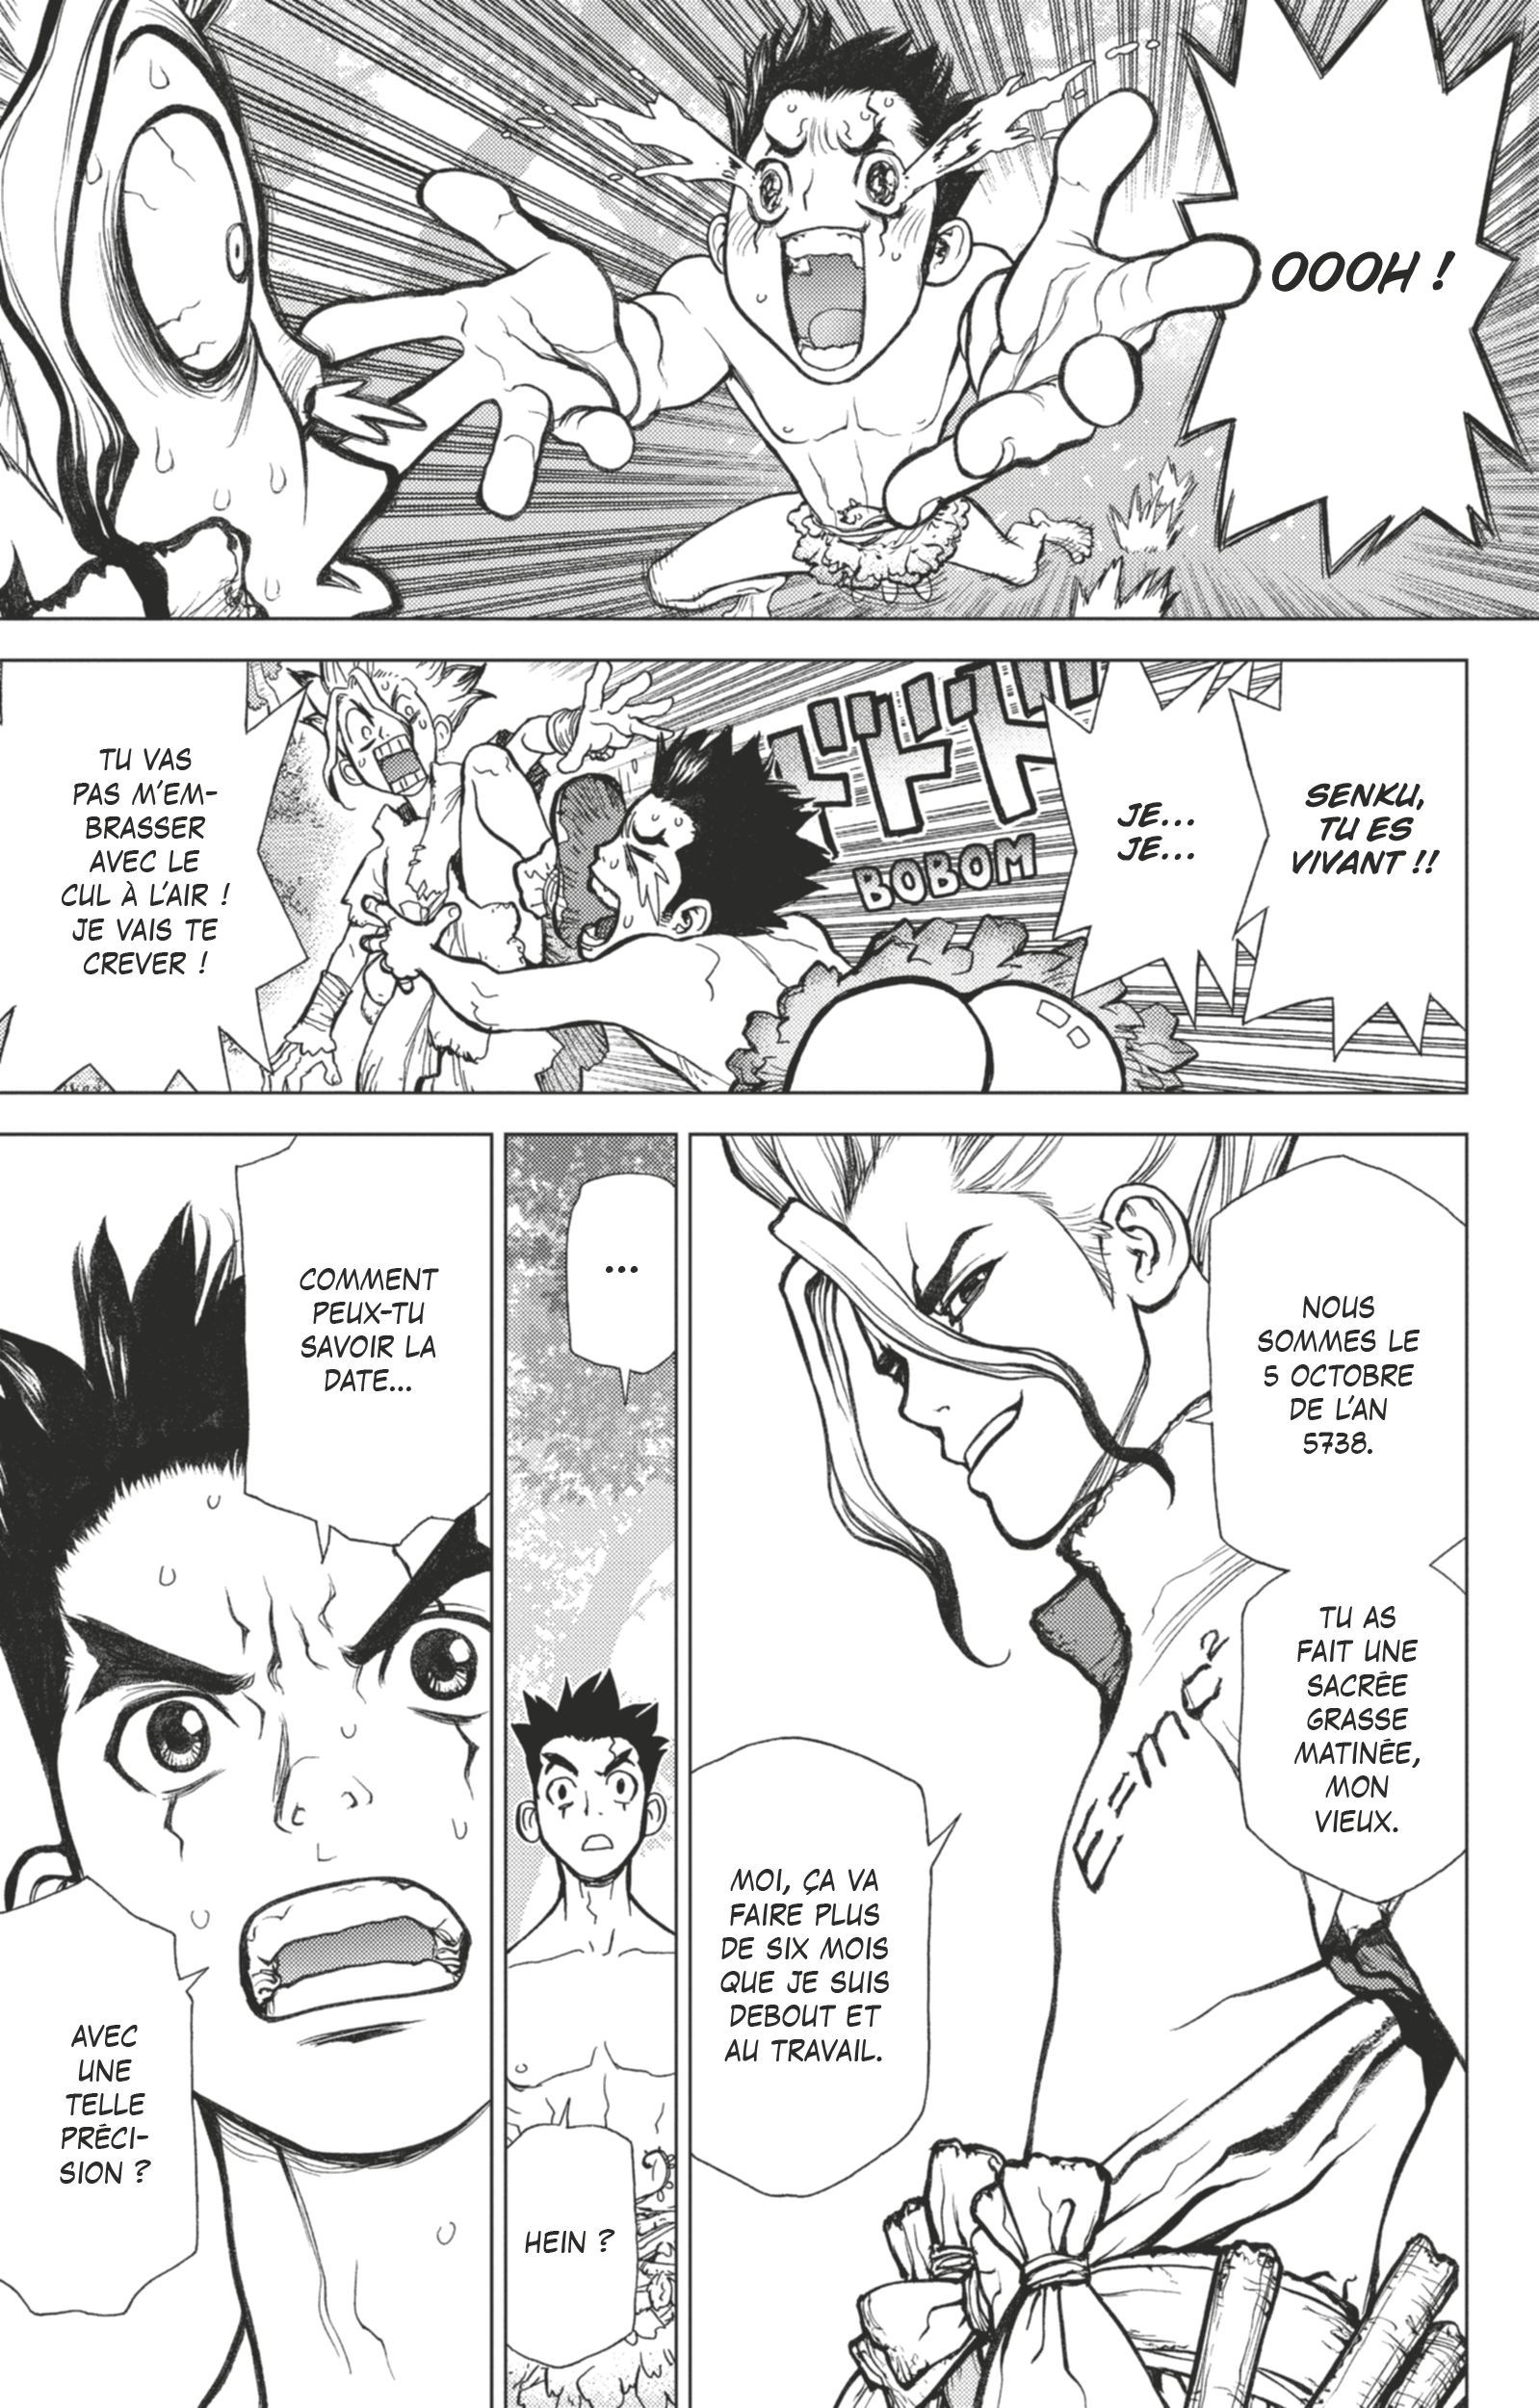 OOOH !
SENKU,
TU ES
VIVANT !!
JE...
JE...
ドドド
BOBOM
TU VAS
PAS M'EM-
BRASSER
AVEC LE
CUL À L'AIR !
JE VAIS TE
CREVER !
NOUS
SOMMES LE
5 OCTOBRE
DE L'AN
5738.
TU AS
FAIT UNE
SACRÉE
GRASSE
MATINÉE,
MON
VIEUX.
E=mc²
MOI, ÇA VA
FAIRE PLUS
DE SIX MOIS
QUE JE SUIS
DEBOUT ET
AU TRAVAIL.
...
HEIN ?
COMMENT
PEUX-TU
SAVOIR LA
DATE...
AVEC
UNE
TELLE
PRÉCI-
SION ?